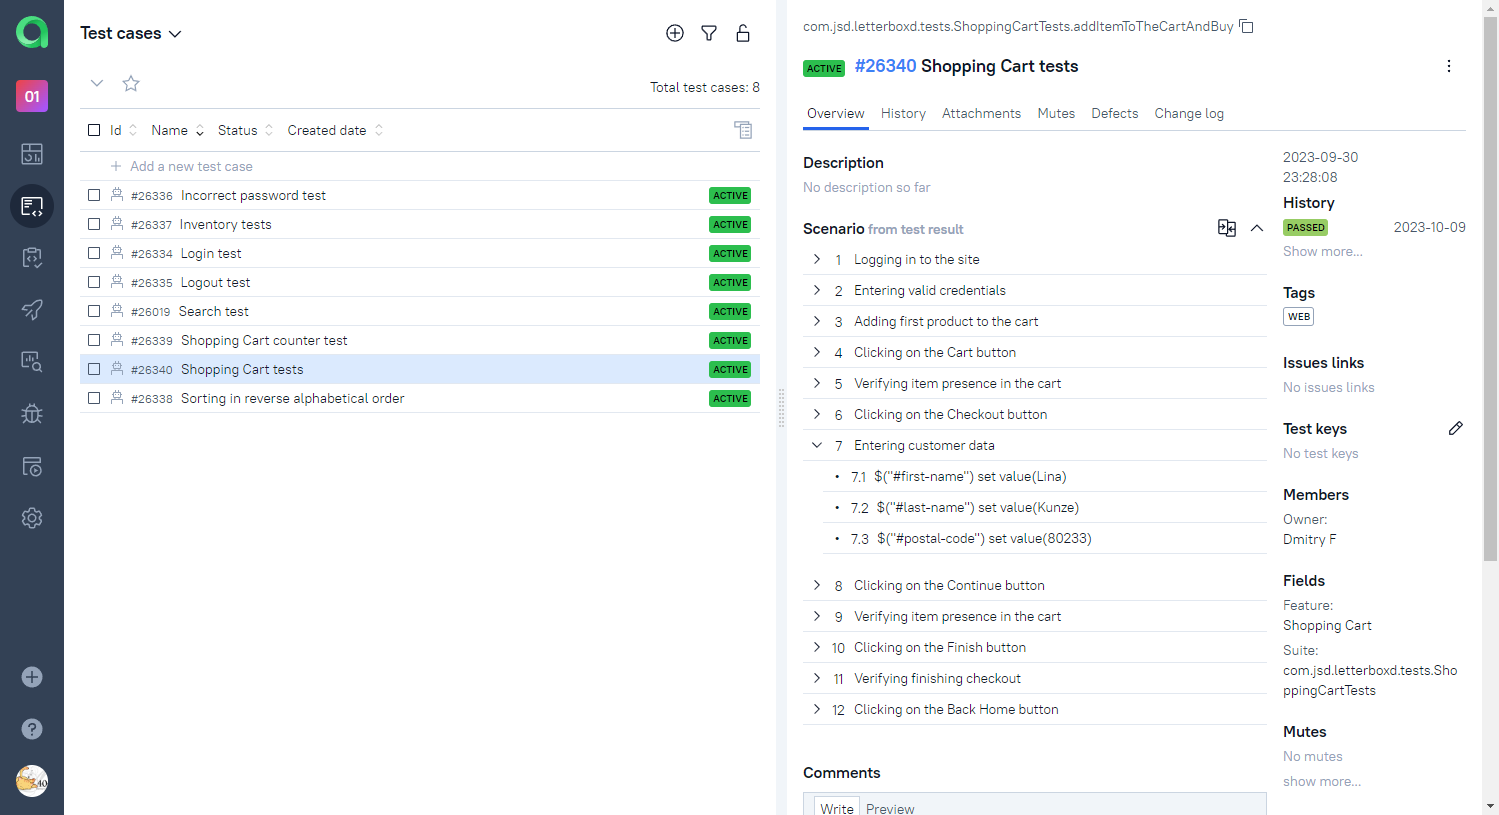 Test cases
01
Total test cases: 8
Id Name Status Created date
Add a new test case
#26336 Incorrect password test ACTIVE
#26337 Inventory tests ACTIVE
#26334 Login test ACTIVE
#26335 Logout test ACTIVE
#26019 Search test ACTIVE
#26339 Shopping Cart counter test ACTIVE
#26340 Shopping Cart tests ACTIVE
#26338 Sorting in reverse alphabetical order ACTIVE
com.jsd.letterboxd.tests.ShoppingCartTests.addItemToTheCartAndBuy
ACTIVE #26340 Shopping Cart tests
Overview History Attachments Mutes Defects Change log
Description
No description so far
Scenario from test result
1 Logging in to the site
2 Entering valid credentials
3 Adding first product to the cart
4 Clicking on the Cart button
5 Verifying item presence in the cart
6 Clicking on the Checkout button
7 Entering customer data
• 7.1 $("#first-name") set value(Lina)
• 7.2 $("#last-name") set value(Kunze)
• 7.3 $("#postal-code") set value(80233)
8 Clicking on the Continue button
9 Verifying item presence in the cart
10 Clicking on the Finish button
11 Verifying finishing checkout
12 Clicking on the Back Home button
Comments
Write Preview
2023-09-30
23:28:08
History
PASSED 2023-10-09
Show more...
Tags
WEB
Issues links
No issues links
Test keys
No test keys
Members
Owner:
Dmitry F
Fields
Feature:
Shopping Cart
Suite:
com.jsd.letterboxd.tests.Sho
ppingCartTests
Mutes
No mutes
show more...